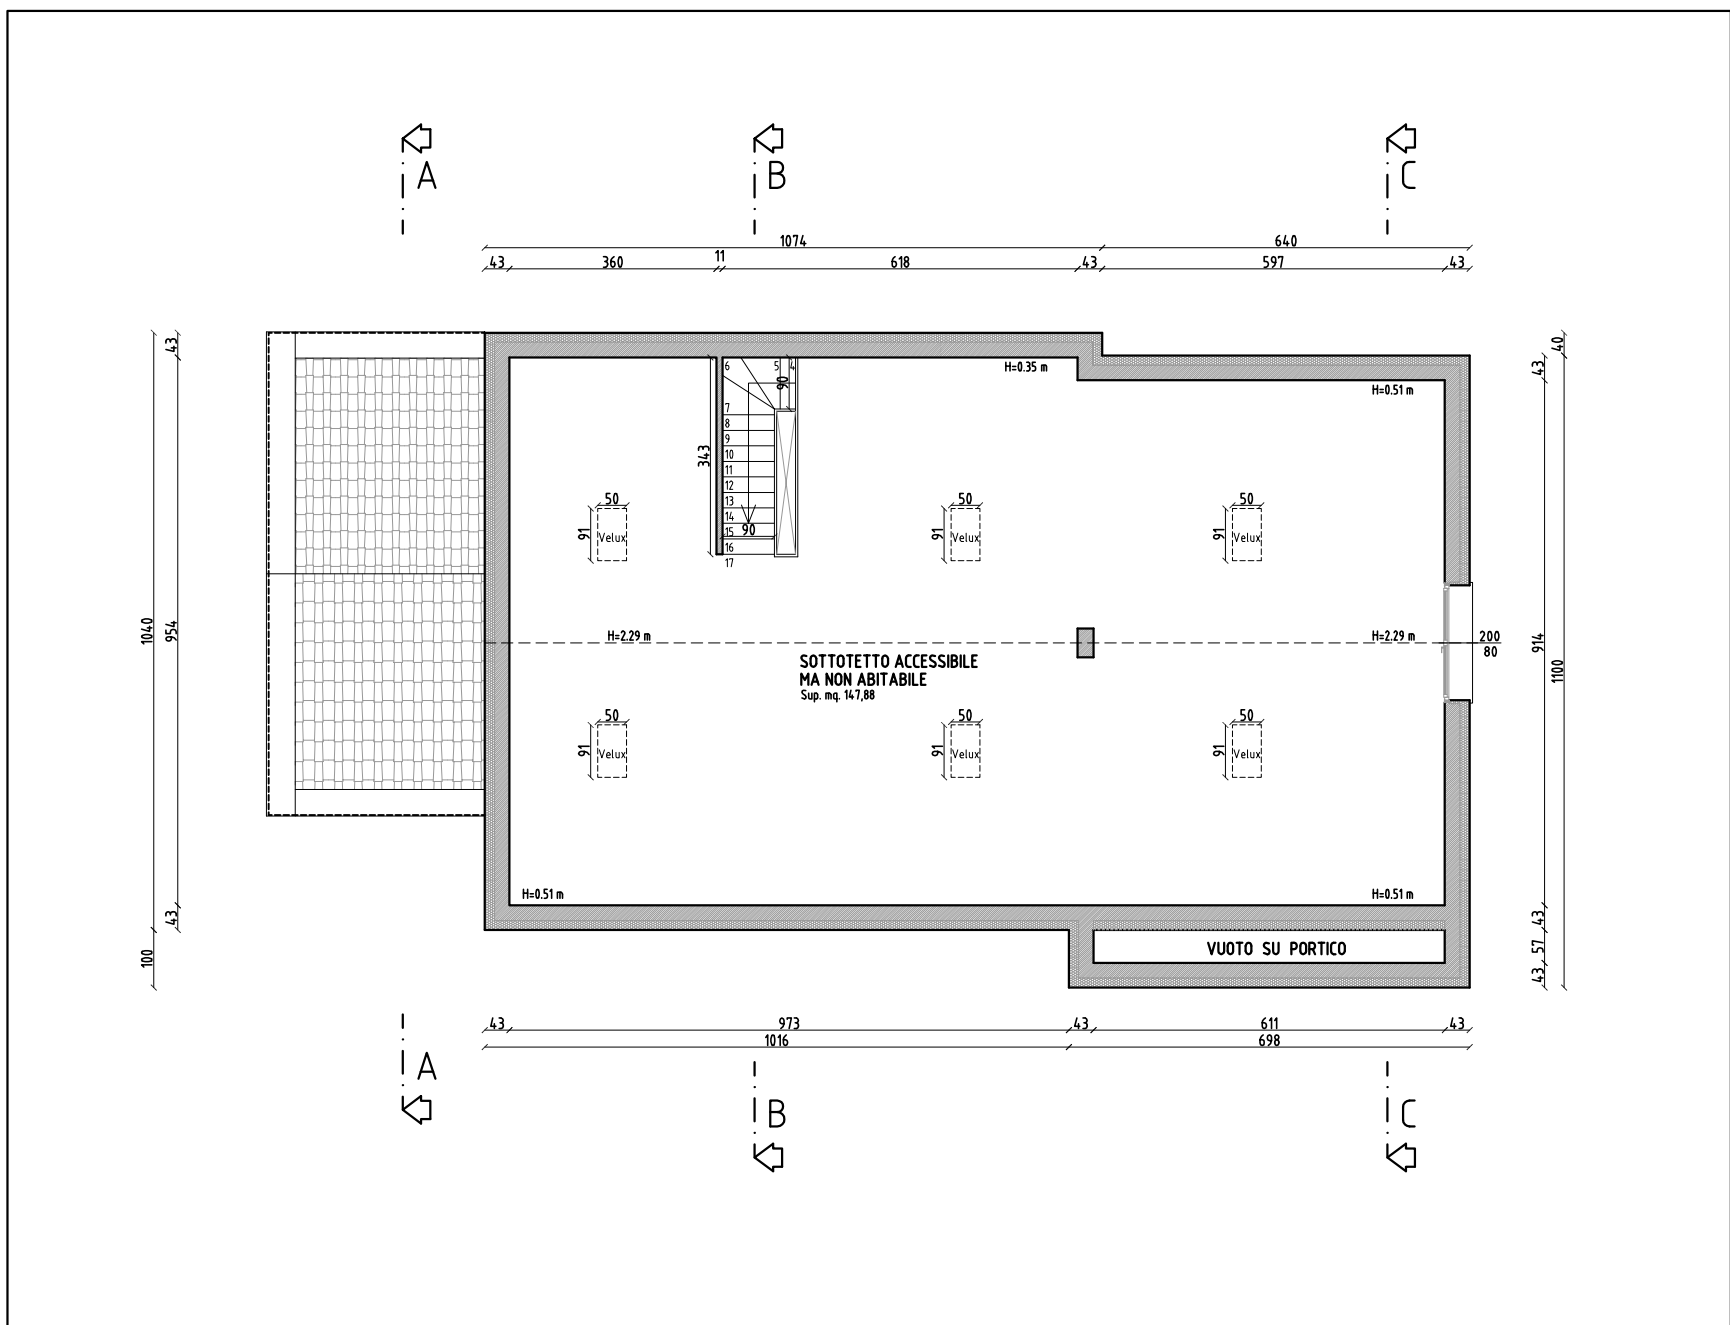 A
B
C
1074
640
43
360
11
618
43
597
43
43
40
6
5
4
H=0.35 m
43
90
H=0.51 m
7
8
9
343
10
11
12
13
14
15
90
16
17
50
91
Velux
50
91
Velux
50
91
Velux
1040
954
H=2.29 m
H=2.29 m
200
80
914
1100
SOTTOTETTO ACCESSIBILE
MA NON ABITABILE
Sup. mq. 147,88
50
91
Velux
50
91
Velux
50
91
Velux
H=0.51 m
H=0.51 m
43
43
100
VUOTO SU PORTICO
57
43
43
973
43
611
43
1016
698
A
B
C